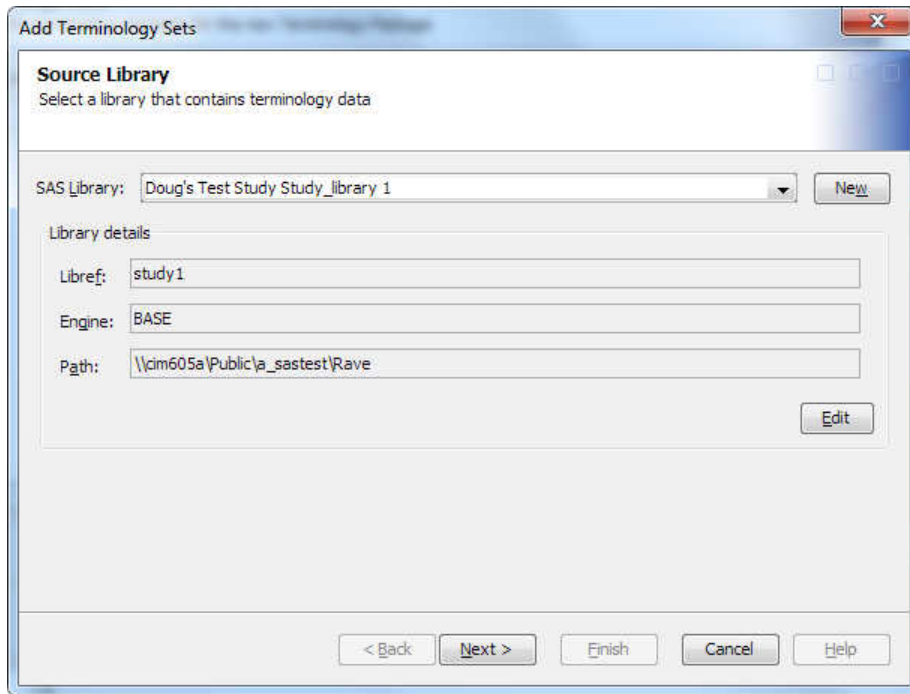 Add Terminology Sets
Source Library
Select a library that contains terminology data
SAS Library: Doug's Test Study Study_library 1 New
Library details
Libref: study1
Engine: BASE
Path: \\cim605a\Public\a_sastest\Rave
Edit
< Back Next > Finish Cancel Help